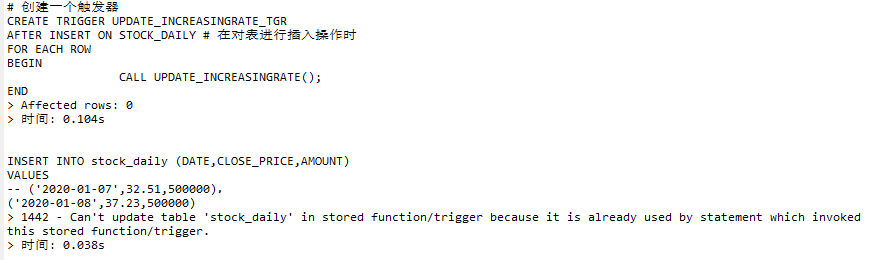 # 创建一个触发器
CREATE TRIGGER UPDATE_INCREASINGRATE_TGR
AFTER INSERT ON STOCK_DAILY # 在对表进行插入操作时
FOR EACH ROW
BEGIN
CALL UPDATE_INCREASINGRATE();
END
> Affected rows: 0
> 时间: 0.104s
INSERT INTO stock_daily (DATE,CLOSE_PRICE,AMOUNT)
VALUES
-- ('2020-01-07',32.51,500000),
('2020-01-08',37.23,500000)
> 1442 - Can't update table 'stock_daily' in stored function/trigger because it is already used by statement which invoked
this stored function/trigger.
> 时间: 0.038s